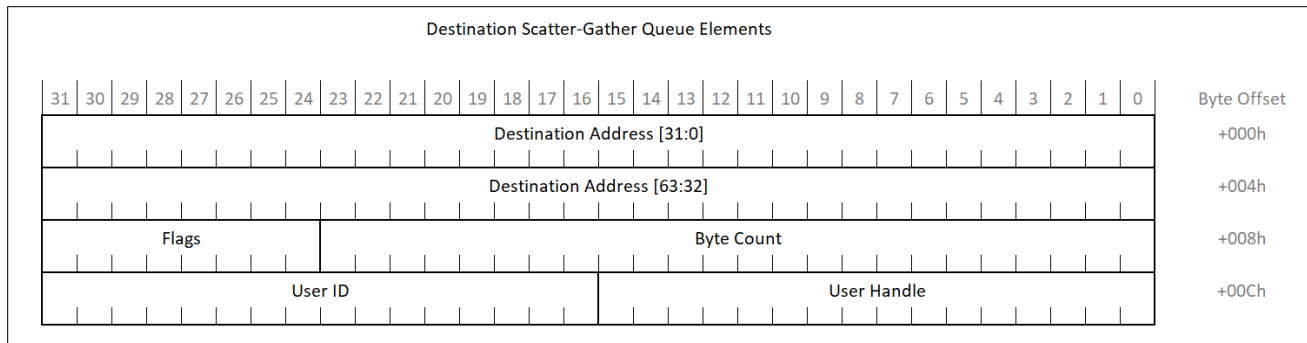 Destination Scatter-Gather Queue Elements
31 30 29 28 27 26 25 24 23 22 21 20 19 18 17 16 15 14 13 12 11 10 9 8 7 6 5 4 3 2 1 0 Byte Offset
Destination Address [31:0] +000h
Destination Address [63:32] +004h
Flags Byte Count +008h
User ID User Handle +00Ch